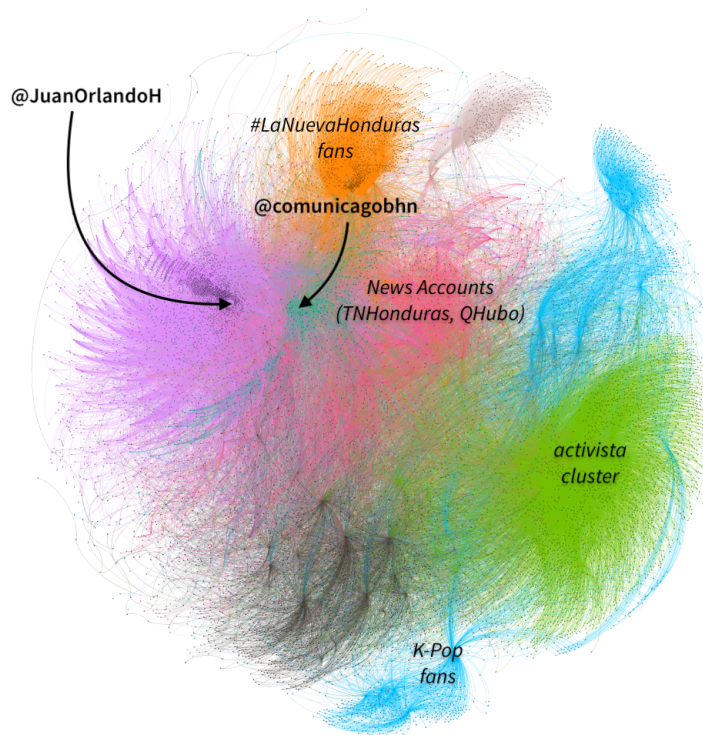 @JuanOrlandoH
#LaNuevaHonduras
fans
@comunicagobhn
News Accounts
(TNHonduras, QHubo)
activista
cluster
K-Pop
fans